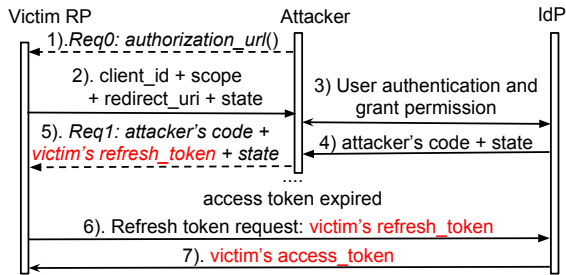 Victim RP
Attacker
IdP
1).Req0: authorization_url()
2). client_id + scope
+ redirect_uri + state
3) User authentication and
grant permission
5). Req1: attacker's code +
victim's refresh_token + state
4) attacker's code + state
....
access token expired
6). Refresh token request: victim's refresh_token
7). victim's access_token